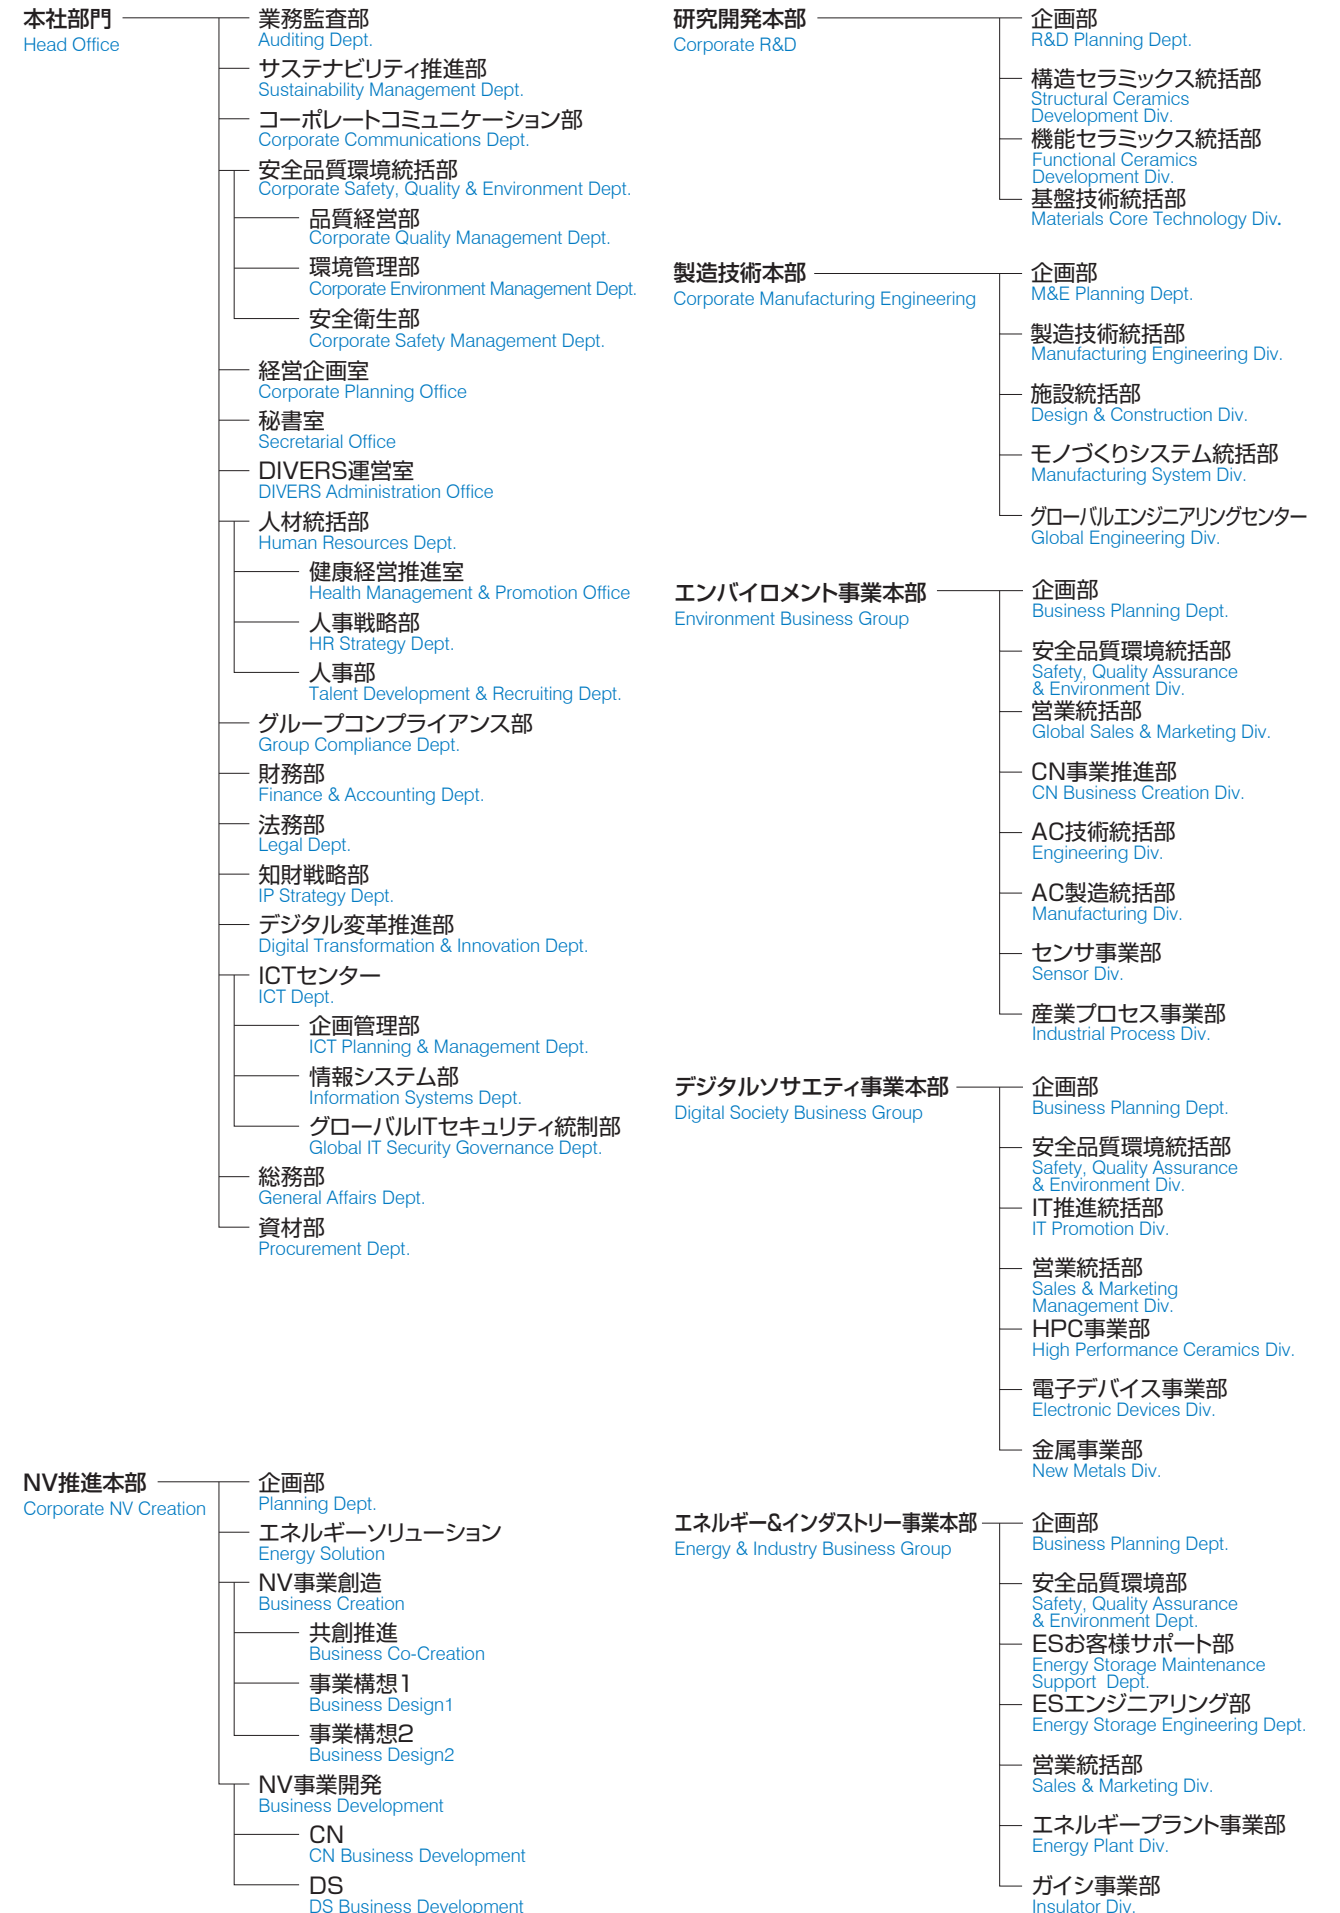 本社部門
Head Office
業務監査部
Auditing Dept.
サステナビリティ推進部
Sustainability Management Dept.
コーポレートコミュニケーション部
Corporate Communications Dept.
安全品質環境統括部
Corporate Safety, Quality & Environment Dept.
品質経営部
Corporate Quality Management Dept.
環境管理部
Corporate Environment Management Dept.
安全衛生部
Corporate Safety Management Dept.
経営企画室
Corporate Planning Office
秘書室
Secretarial Office
DIVERS運営室
DIVERS Administration Office
人材統括部
Human Resources Dept.
健康経営推進室
Health Management & Promotion Office
人事戦略部
HR Strategy Dept.
人事部
Talent Development & Recruiting Dept.
グループコンプライアンス部
Group Compliance Dept.
財務部
Finance & Accounting Dept.
法務部
Legal Dept.
知財戦略部
IP Strategy Dept.
デジタル変革推進部
Digital Transformation & Innovation Dept.
ICTセンター
ICT Dept.
企画管理部
ICT Planning & Management Dept.
情報システム部
Information Systems Dept.
グローバルITセキュリティ統制部
Global IT Security Governance Dept.
総務部
General Affairs Dept.
資材部
Procurement Dept.
NV推進本部
Corporate NV Creation
企画部
Planning Dept.
エネルギーソリューション
Energy Solution
NV事業創造
Business Creation
共創推進
Business Co-Creation
事業構想1
Business Design1
事業構想2
Business Design2
NV事業開発
Business Development
CN
CN Business Development
DS
DS Business Development
研究開発本部
Corporate R&D
企画部
R&D Planning Dept.
構造セラミックス統括部
Structural Ceramics
Development Div.
機能セラミックス統括部
Functional Ceramics
Development Div.
基盤技術統括部
Materials Core Technology Div.
製造技術本部
Corporate Manufacturing Engineering
企画部
M&E Planning Dept.
製造技術統括部
Manufacturing Engineering Div.
施設統括部
Design & Construction Div.
モノづくりシステム統括部
Manufacturing System Div.
グローバルエンジニアリングセンター
Global Engineering Div.
エンバイロメント事業本部
Environment Business Group
企画部
Business Planning Dept.
安全品質環境統括部
Safety, Quality Assurance
& Environment Div.
営業統括部
Global Sales & Marketing Div.
CN事業推進部
CN Business Creation Div.
AC技術統括部
Engineering Div.
AC製造統括部
Manufacturing Div.
センサ事業部
Sensor Div.
産業プロセス事業部
Industrial Process Div.
デジタルソサエティ事業本部
Digital Society Business Group
企画部
Business Planning Dept.
安全品質環境統括部
Safety, Quality Assurance
& Environment Div.
IT推進統括部
IT Promotion Div.
営業統括部
Sales & Marketing
Management Div.
HPC事業部
High Performance Ceramics Div.
電子デバイス事業部
Electronic Devices Div.
金属事業部
New Metals Div.
エネルギー&インダストリー事業本部
Energy & Industry Business Group
企画部
Business Planning Dept.
安全品質環境部
Safety, Quality Assurance
& Environment Dept.
ESお客様サポート部
Energy Storage Maintenance
Support Dept.
ESエンジニアリング部
Energy Storage Engineering Dept.
営業統括部
Sales & Marketing Div.
エネルギープラント事業部
Energy Plant Div.
ガイシ事業部
Insulator Div.